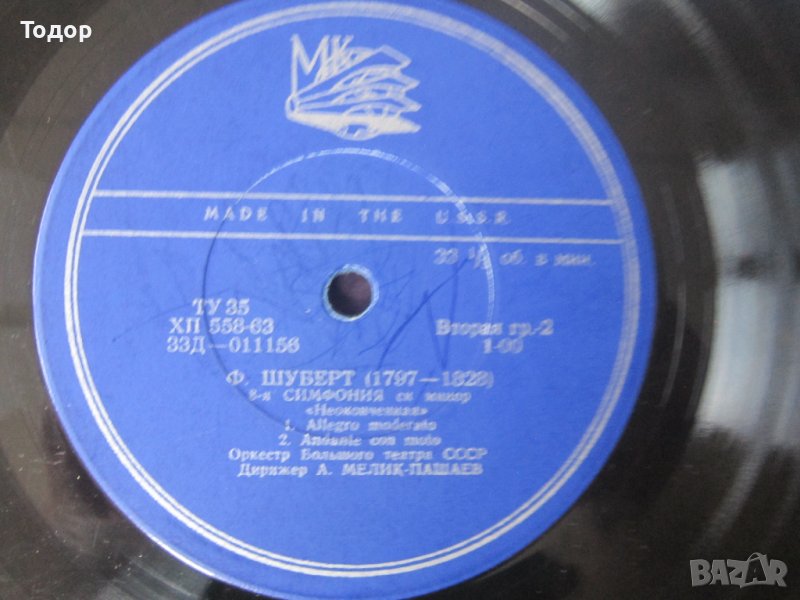 Тодор
МК
MADE IN THE U.S.S.R
33 ⅓ об. в мин.
ТУ 35
ХП 558-63
33Д—011156
Вторая гр.-2
1-00
Ф. ШУБЕРТ (1797—1828)
8-я СИМФОНИЯ си минор
«Неоконченная»
1. Allegro moderato
2. Andante con moto
Оркестр Большого театра СССР
Дирижер А. МЕЛИК-ПАШАЕВ
BAZAR